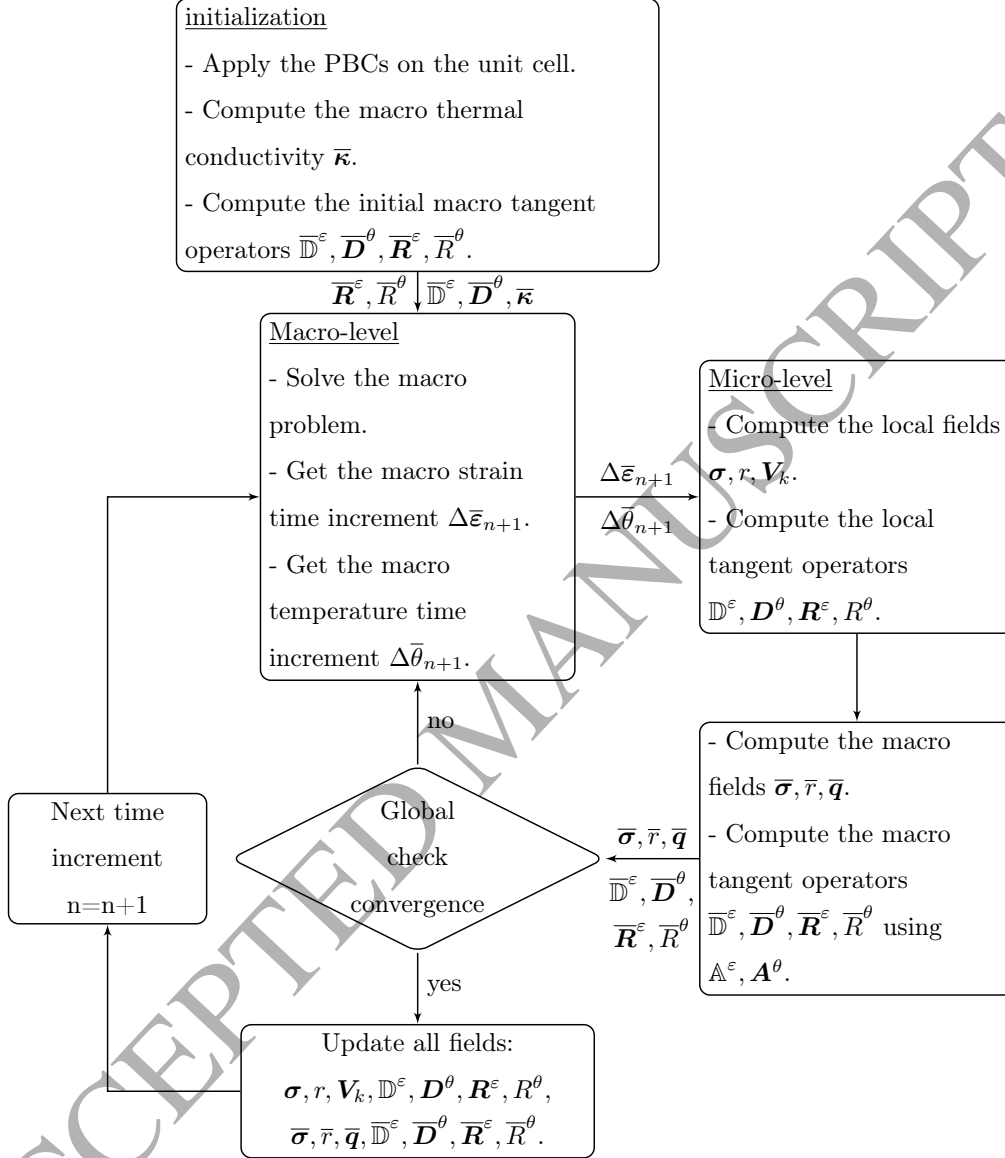 initialization
- Apply the PBCs on the unit cell.
- Compute the macro thermal
conductivity κ̅.
- Compute the initial macro tangent
operators 𝔻̅^ε, D̅^θ, R̅^ε, R̅^θ.
R̅^ε, R̅^θ 𝔻̅^ε, D̅^θ, κ̅
Macro-level
- Solve the macro
problem.
- Get the macro strain
time increment Δε̅ₙ₊₁.
- Get the macro
temperature time
increment Δθ̅ₙ₊₁.
Δε̅ₙ₊₁
Δθ̅ₙ₊₁
Micro-level
- Compute the local fields
σ, r, Vₖ.
- Compute the local
tangent operators
𝔻^ε, D^θ, R^ε, R^θ.
- Compute the macro
fields σ̅, r̅, q̅.
- Compute the macro
tangent operators
𝔻̅^ε, D̅^θ, R̅^ε, R̅^θ using
𝔸^ε, A^θ.
σ̅, r̅, q̅
𝔻̅^ε, D̅^θ,
R̅^ε, R̅^θ
no
Global
check
convergence
yes
Next time
increment
n=n+1
Update all fields:
σ, r, Vₖ, 𝔻^ε, D^θ, R^ε, R^θ,
σ̅, r̅, q̅, 𝔻̅^ε, D̅^θ, R̅^ε, R̅^θ.
CCEPTED MANUSCRIPT